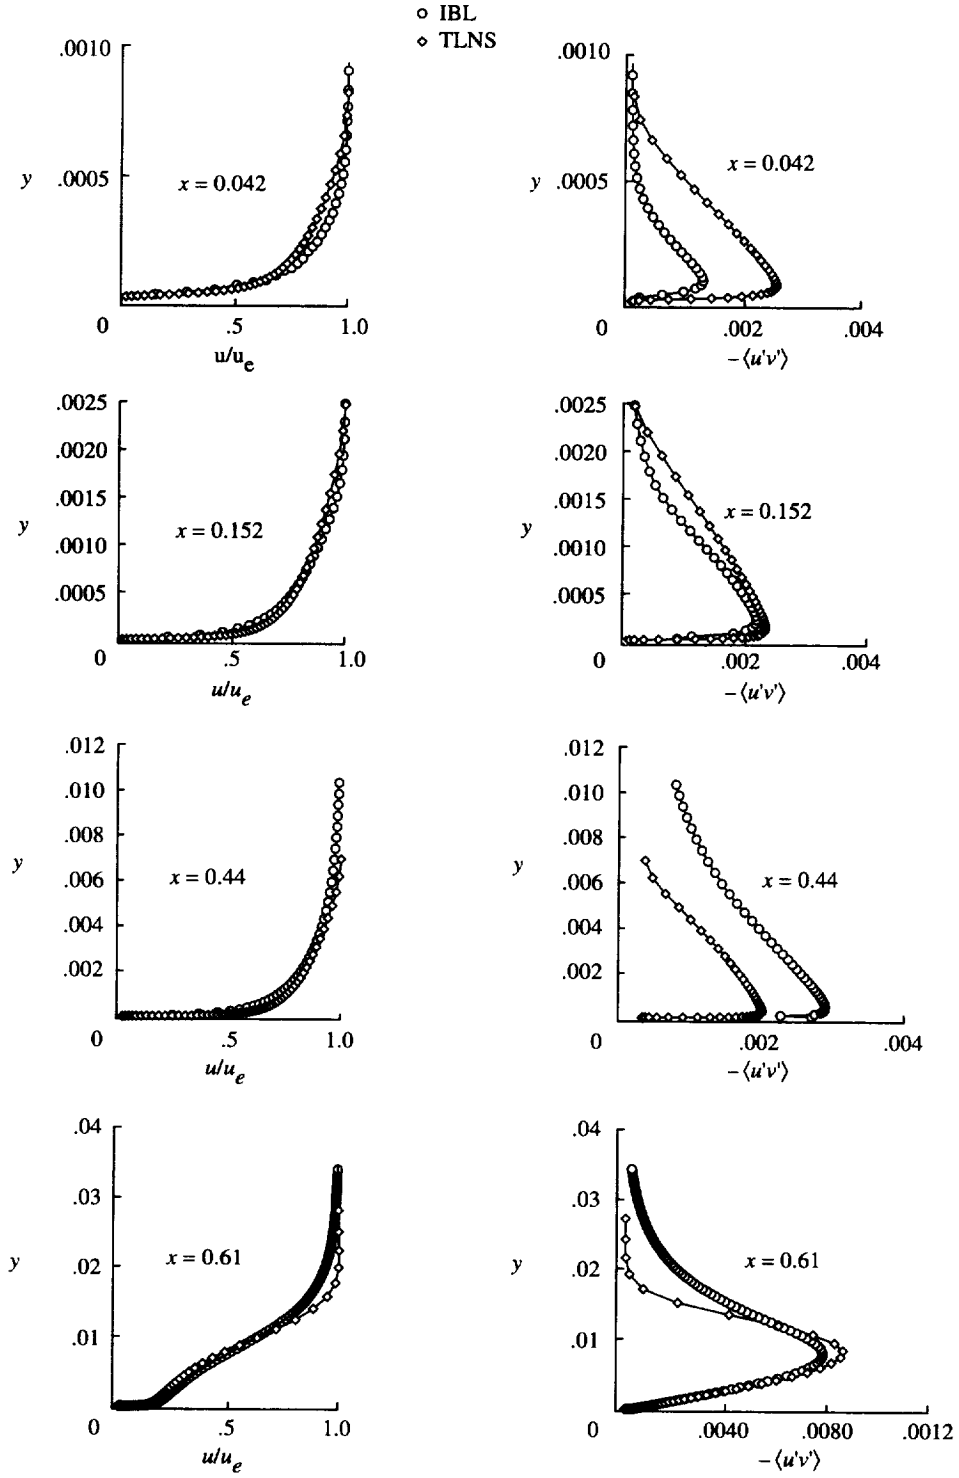 IBL
TLNS
.0010
y .0005
x = 0.042
0 .5 1.0
u/u_e
.0010
y .0005
x = 0.042
0 .002 .004
−⟨u'v'⟩
.0025
.0020
.0015
y
x = 0.152
.0010
.0005
0 .5 1.0
u/u_e
.0025
.0020
.0015
y
x = 0.152
.0010
.0005
0 .002 .004
−⟨u'v'⟩
.012
.010
.008
y
x = 0.44
.006
.004
.002
0 .5 1.0
u/u_e
.012
.010
.008
y
x = 0.44
.006
.004
.002
0 .002 .004
−⟨u'v'⟩
.04
.03
.02
y
x = 0.61
.01
0 .5 1.0
u/u_e
.04
.03
.02
y
x = 0.61
.01
0 .0040 .0080 .0012
−⟨u'v'⟩